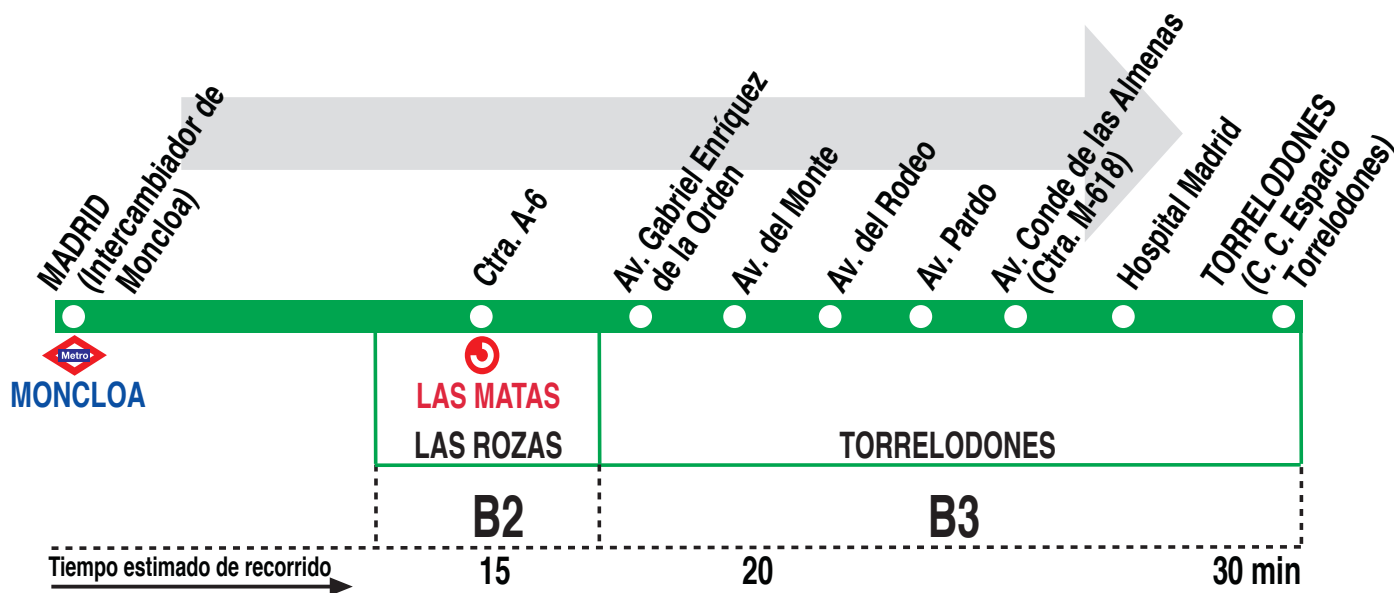 MADRID
(Intercambiador de
Moncloa)
Ctra. A-6
Av. Gabriel Enríquez
de la Orden
Av. del Monte
Av. del Rodeo
Av. Pardo
Av. Conde de las Almenas
(Ctra. M-618)
Hospital Madrid
TORRELODONES
(C. C. Espacio
Torrelodones)
Metro
MONCLOA
LAS MATAS
LAS ROZAS
TORRELODONES
B2
B3
Tiempo estimado de recorrido
15
20
30 min